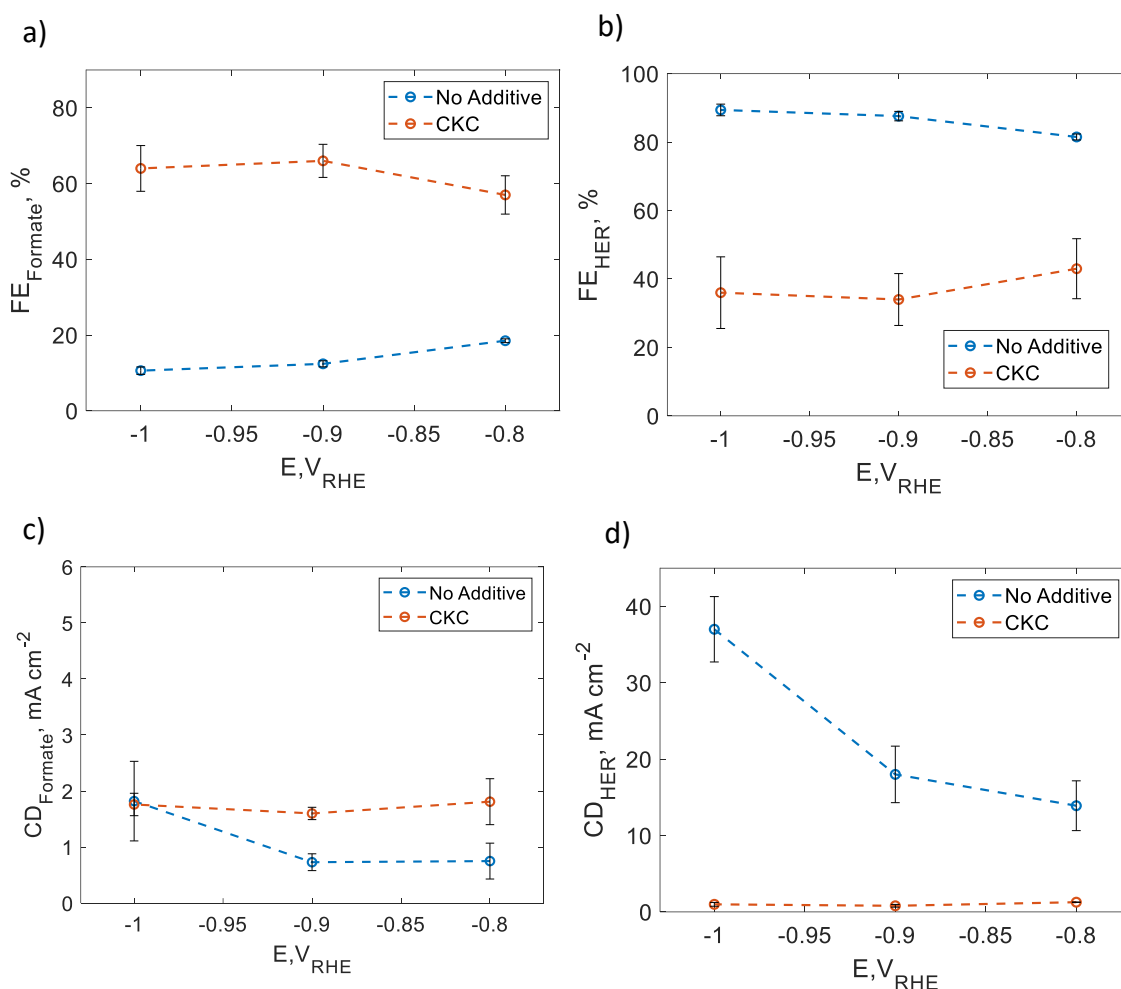 a)
80
60
40
20
0
FE_Formate, %
No Additive
CKC
-1 -0.95 -0.9 -0.85 -0.8
E,V_RHE
b)
100
80
60
40
20
0
FE_HER, %
No Additive
CKC
-1 -0.95 -0.9 -0.85 -0.8
E,V_RHE
c)
6
5
4
3
2
1
0
CD_Formate, mA cm^-2
No Additive
CKC
-1 -0.95 -0.9 -0.85 -0.8
E,V_RHE
d)
40
30
20
10
0
CD_HER, mA cm^-2
No Additive
CKC
-1 -0.95 -0.9 -0.85 -0.8
E,V_RHE